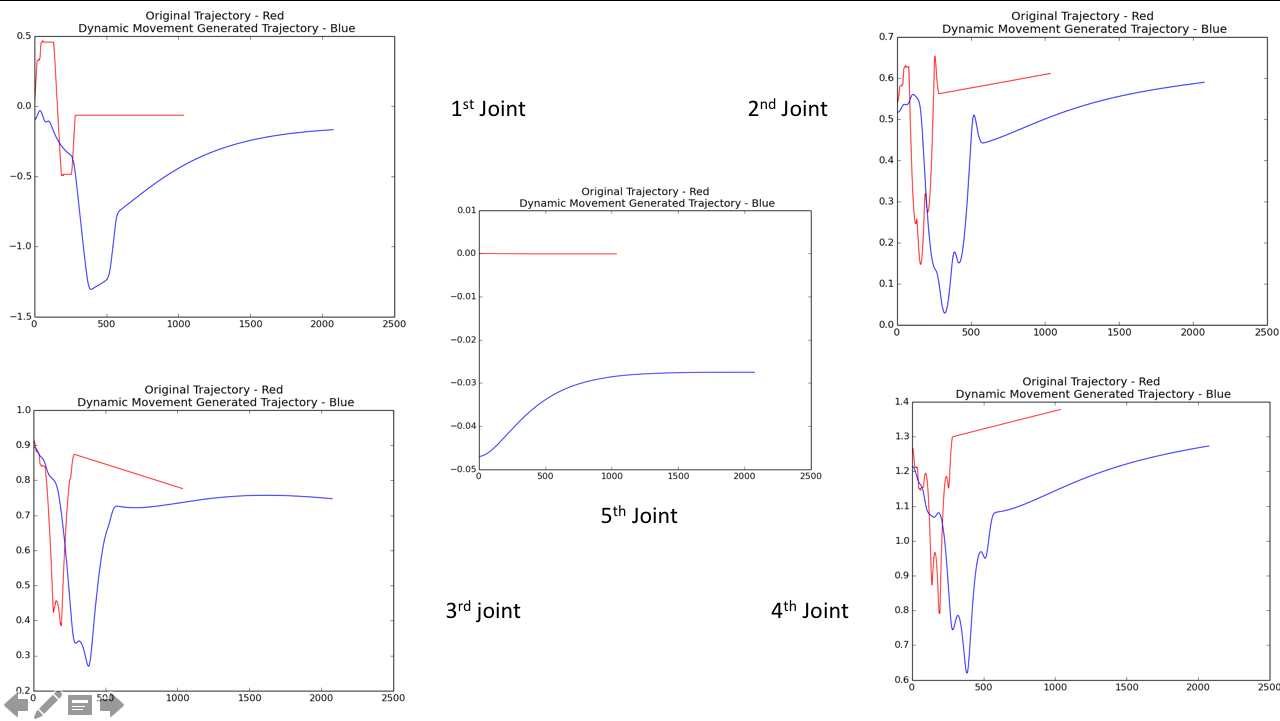 Original Trajectory - Red
Dynamic Movement Generated Trajectory - Blue
0.5
0.0
−0.5
−1.0
−1.5
0 500 1000 1500 2000 2500
1st Joint
2nd Joint
Original Trajectory - Red
Dynamic Movement Generated Trajectory - Blue
0.7
0.6
0.5
0.4
0.3
0.2
0.1
0.0
0 500 1000 1500 2000 2500
Original Trajectory - Red
Dynamic Movement Generated Trajectory - Blue
0.01
0.00
−0.01
−0.02
−0.03
−0.04
−0.05
0 500 1000 1500 2000 2500
5th Joint
Original Trajectory - Red
Dynamic Movement Generated Trajectory - Blue
1.0
0.9
0.8
0.7
0.6
0.5
0.4
0.3
0.2
0 500 1000 1500 2000 2500
3rd joint
4th Joint
Original Trajectory - Red
Dynamic Movement Generated Trajectory - Blue
1.4
1.3
1.2
1.1
1.0
0.9
0.8
0.7
0.6
0 500 1000 1500 2000 2500